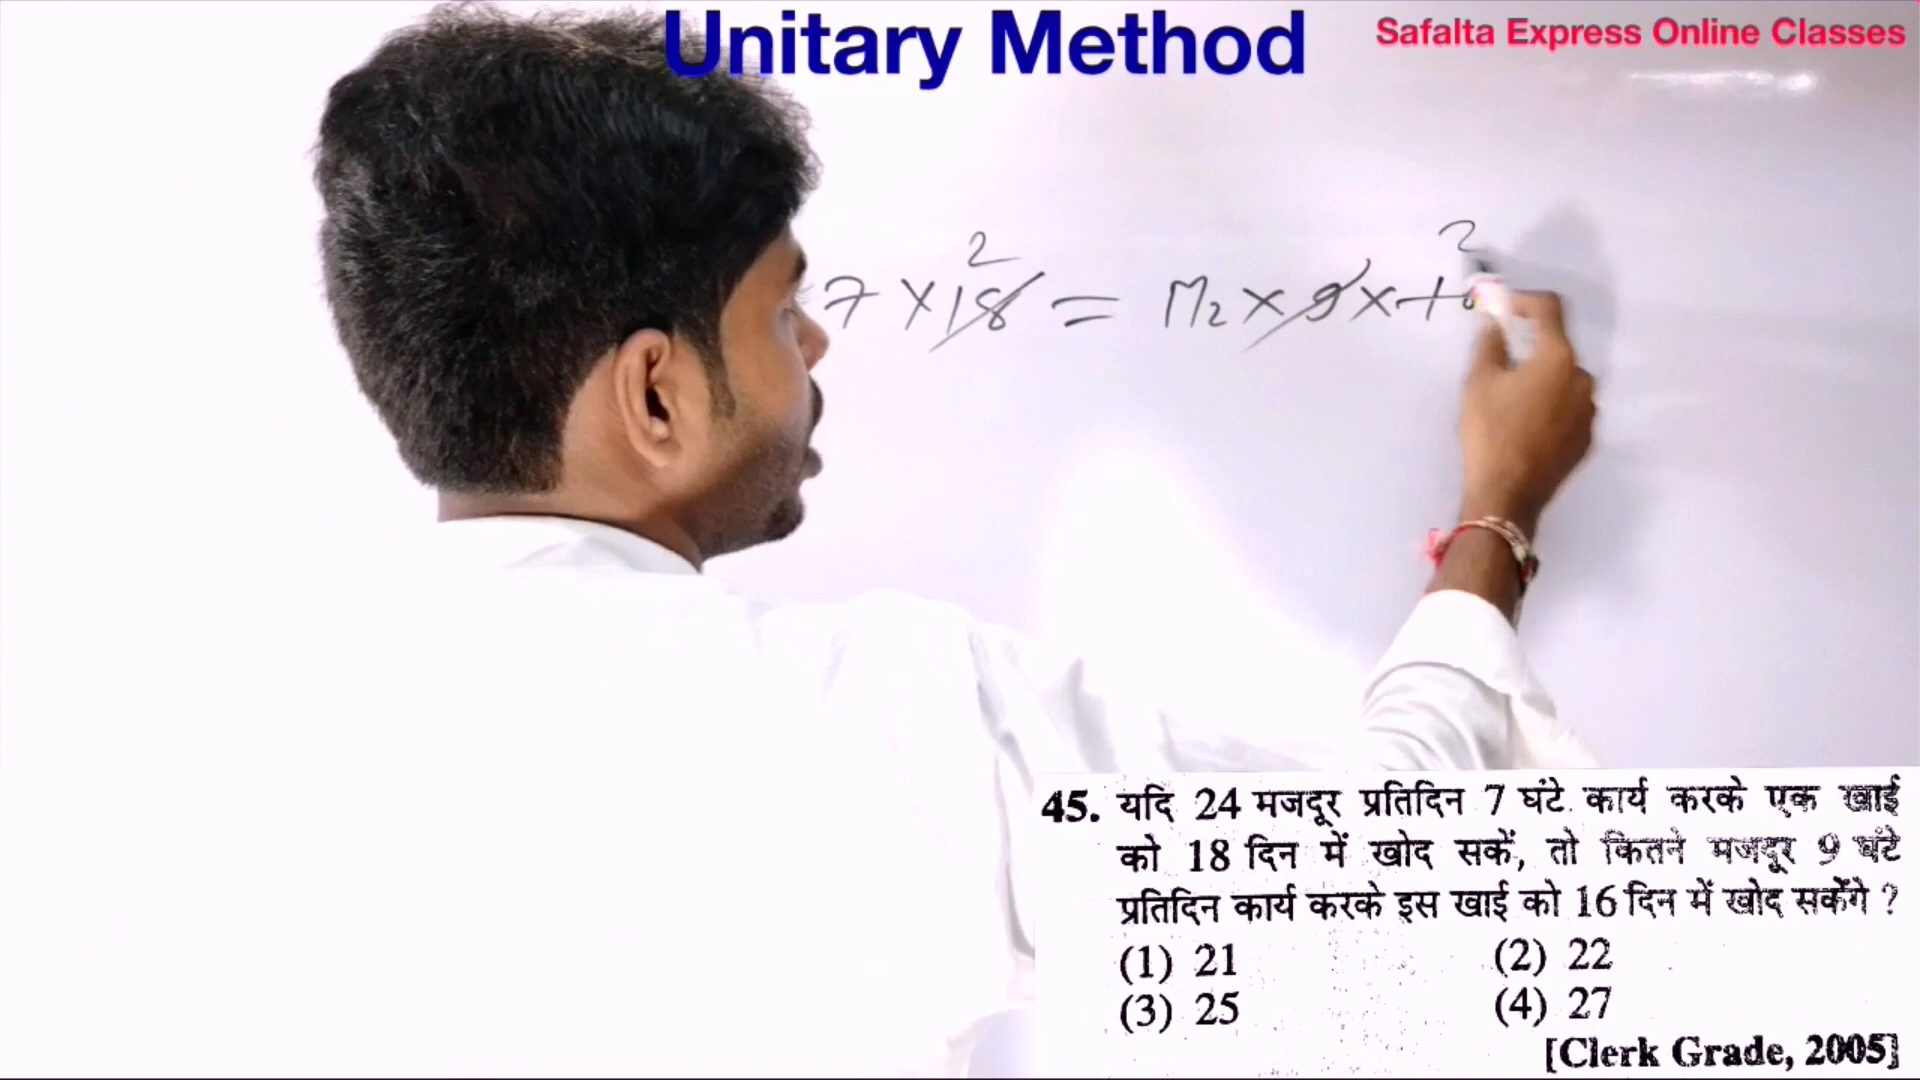 Unitary Method
Safalta Express Online Classes
2 2
7 × 18 = M₂ × 9 × 1
45. यदि 24 मजदूर प्रतिदिन 7 घंटे कार्य करके एक खाई
को 18 दिन में खोद सकें, तो कितने मजदूर 9 घंटे
प्रतिदिन कार्य करके इस खाई को 16 दिन में खोद सकेंगे ?
(1) 21 (2) 22
(3) 25 (4) 27
[Clerk Grade, 2005]